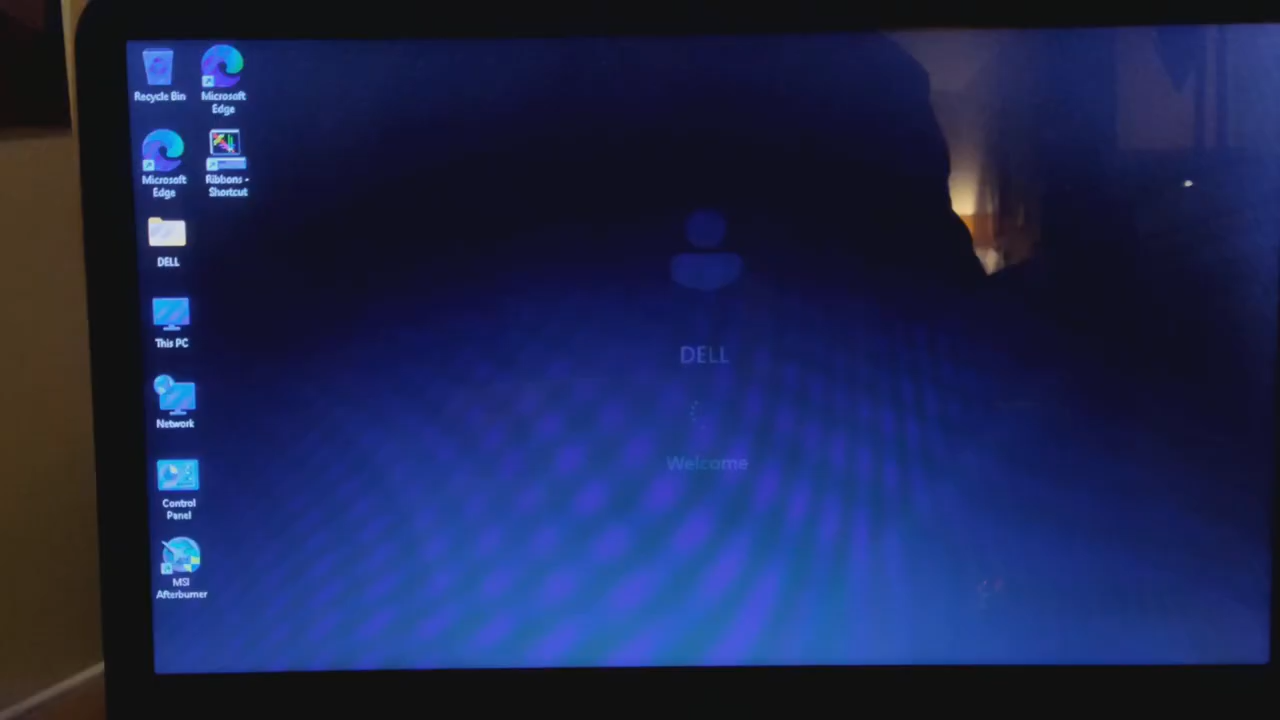 Recycle Bin
Microsoft
Edge
Microsoft
Edge
Ribbons -
Shortcut
DELL
This PC
Network
Control
Panel
MSI
Afterburner
DELL
Welcome